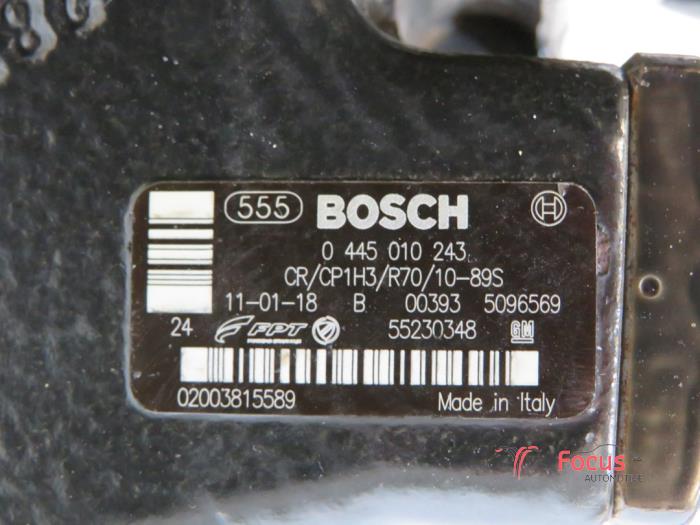 555 BOSCH
0 445 010 243
CR/CP1H3/R70/10-89S
11-01-18 B 00393 5096569
24 FPT 55230348 GM
02003815589 Made in Italy
Focus
AUTOMOTIVE